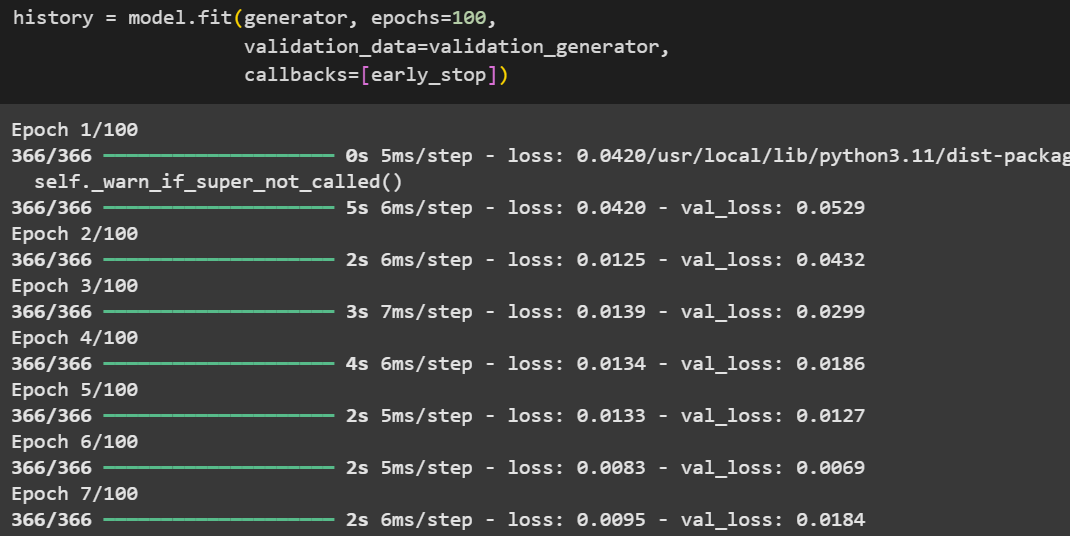 history = model.fit(generator, epochs=100,
validation_data=validation_generator,
callbacks=[early_stop])
Epoch 1/100
366/366 ━━━━━━━━━━━━━━━━━━━━ 0s 5ms/step - loss: 0.0420/usr/local/lib/python3.11/dist-packag
self._warn_if_super_not_called()
366/366 ━━━━━━━━━━━━━━━━━━━━ 5s 6ms/step - loss: 0.0420 - val_loss: 0.0529
Epoch 2/100
366/366 ━━━━━━━━━━━━━━━━━━━━ 2s 6ms/step - loss: 0.0125 - val_loss: 0.0432
Epoch 3/100
366/366 ━━━━━━━━━━━━━━━━━━━━ 3s 7ms/step - loss: 0.0139 - val_loss: 0.0299
Epoch 4/100
366/366 ━━━━━━━━━━━━━━━━━━━━ 4s 6ms/step - loss: 0.0134 - val_loss: 0.0186
Epoch 5/100
366/366 ━━━━━━━━━━━━━━━━━━━━ 2s 5ms/step - loss: 0.0133 - val_loss: 0.0127
Epoch 6/100
366/366 ━━━━━━━━━━━━━━━━━━━━ 2s 5ms/step - loss: 0.0083 - val_loss: 0.0069
Epoch 7/100
366/366 ━━━━━━━━━━━━━━━━━━━━ 2s 6ms/step - loss: 0.0095 - val_loss: 0.0184